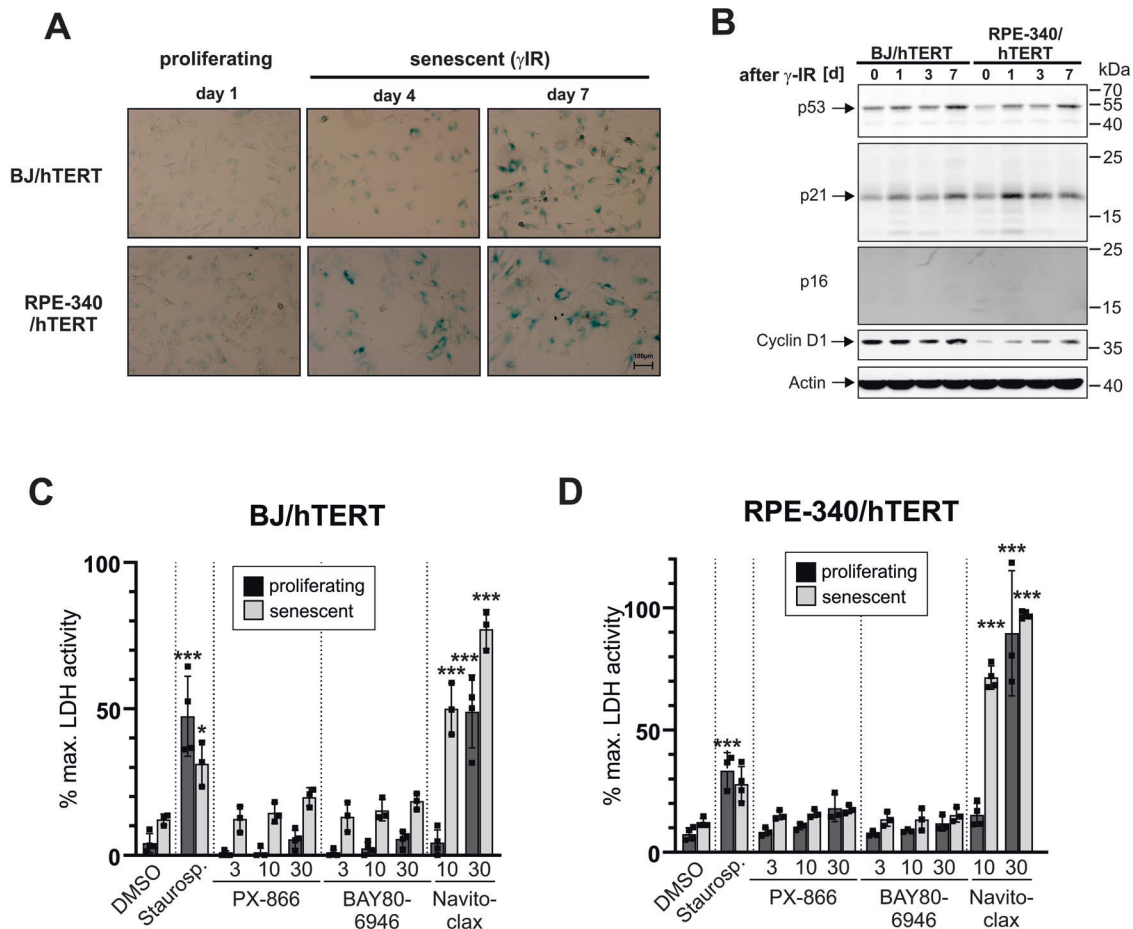 A
proliferating
senescent (γIR)
day 1
day 4
day 7
BJ/hTERT
RPE-340
/hTERT
100µm
B
BJ/hTERT
RPE-340/
hTERT
after γ-IR [d]
0 1 3 7 0 1 3 7
kDa
p53
70
55
40
p21
25
15
p16
25
15
Cyclin D1
35
Actin
40
C
BJ/hTERT
% max. LDH activity
100
50
0
proliferating
senescent
***
*
***
***
***
DMSO
Staurosp.
3 10 30
PX-866
3 10 30
BAY80-
6946
10 30
Navito-
clax
D
RPE-340/hTERT
% max. LDH activity
100
50
0
proliferating
senescent
***
***
***
***
DMSO
Staurosp.
3 10 30
PX-866
3 10 30
BAY80-
6946
10 30
Navito-
clax